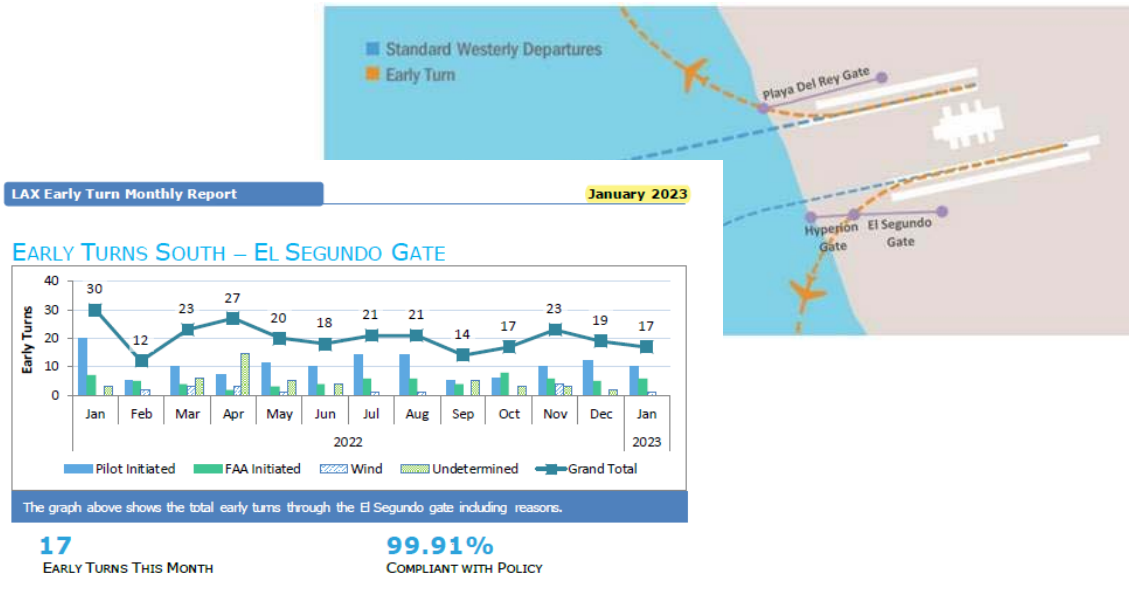 Standard Westerly Departures
Early Turn
Playa Del Rey Gate
Hyperion
Gate
El Segundo
Gate
LAX Early Turn Monthly Report
January 2023
EARLY TURNS SOUTH – EL SEGUNDO GATE
Early Turns
40
30
20
10
0
30
12
23
27
20
18
21
21
14
17
23
19
17
Jan Feb Mar Apr May Jun Jul Aug Sep Oct Nov Dec Jan
2022 2023
Pilot Initiated FAA Initiated Wind Undetermined Grand Total
The graph above shows the total early turns through the El Segundo gate including reasons.
17
EARLY TURNS THIS MONTH
99.91%
COMPLIANT WITH POLICY